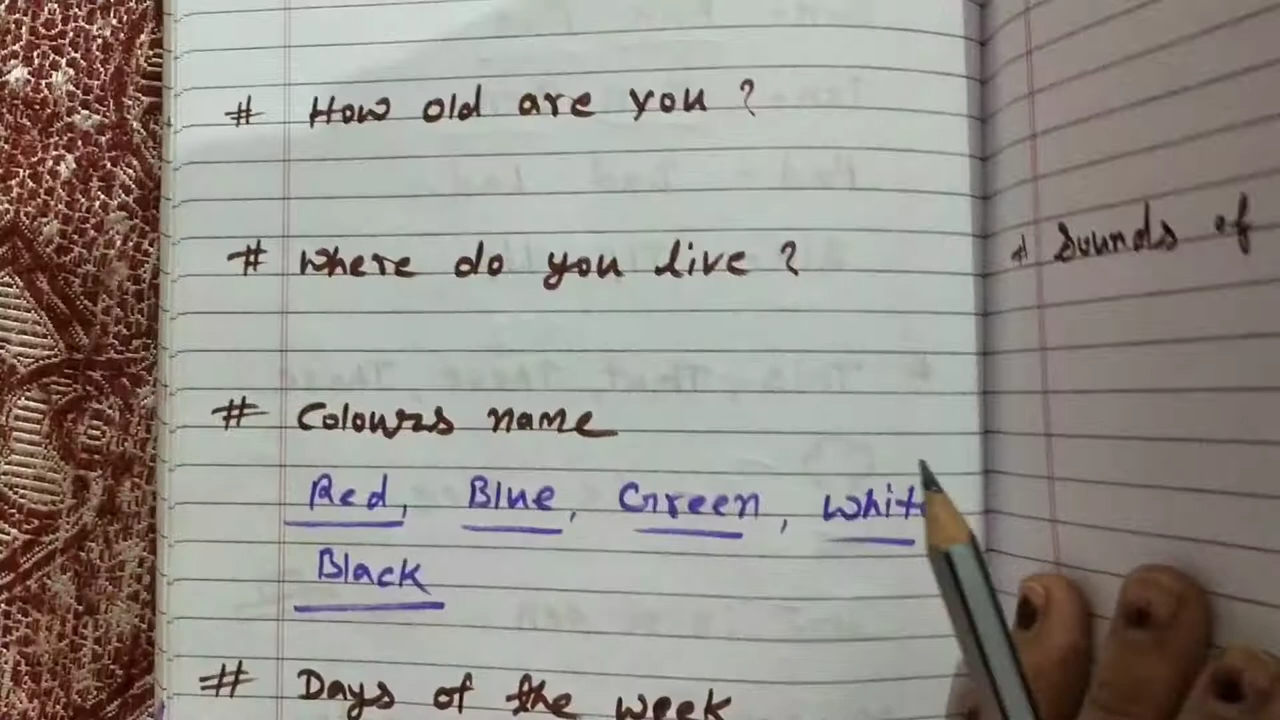 # How old are you ?
# Where do you live ?
# Colours name
Red, Blue, Green, White
Black
# Days of the week
# Sounds of